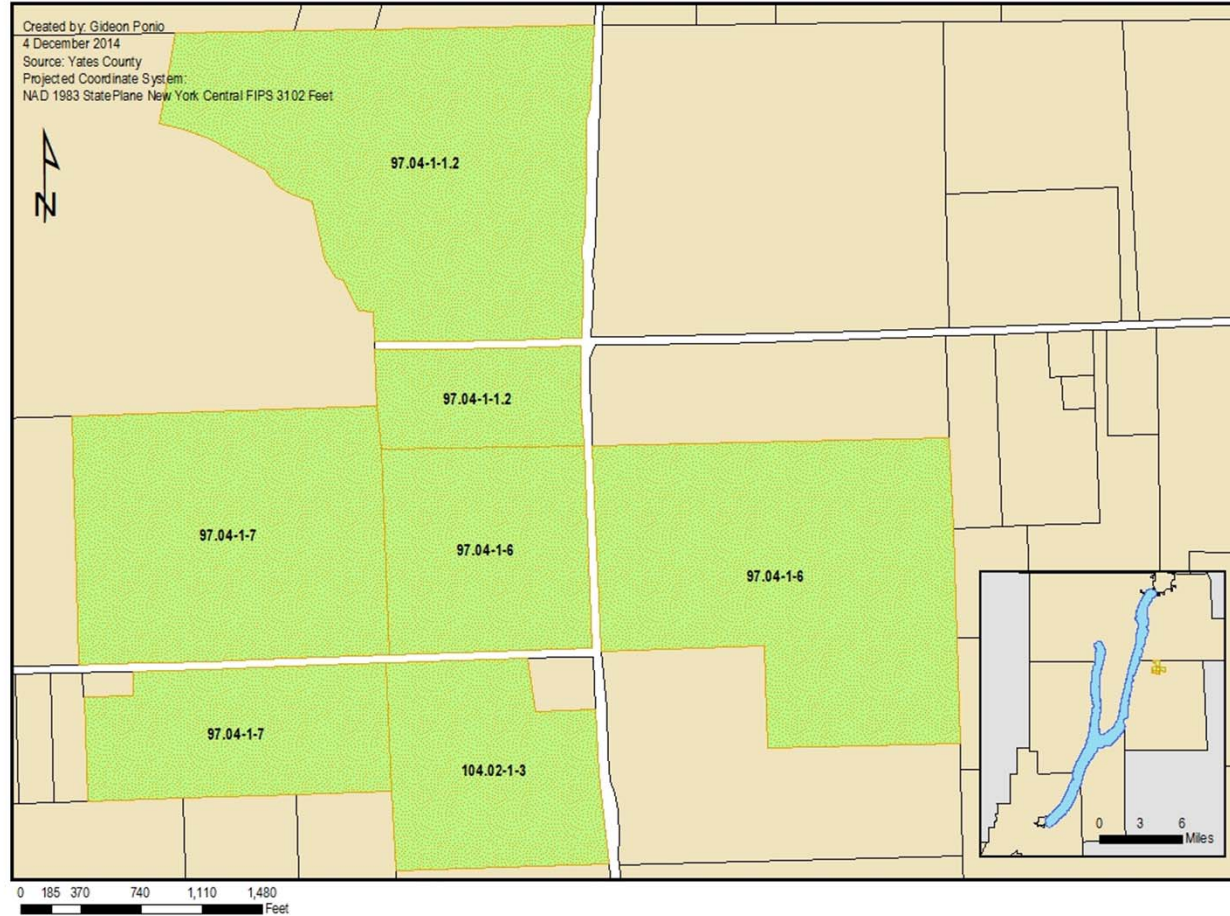 Created by: Gideon Ponio
4 December 2014
Source: Yates County
Projected Coordinate System:
NAD 1983 StatePlane New York Central FIPS 3102 Feet
N
97.04-1-1.2
97.04-1-1.2
97.04-1-7
97.04-1-6
97.04-1-6
97.04-1-7
104.02-1-3
0 3 6
Miles
0 185 370 740 1,110 1,480
Feet